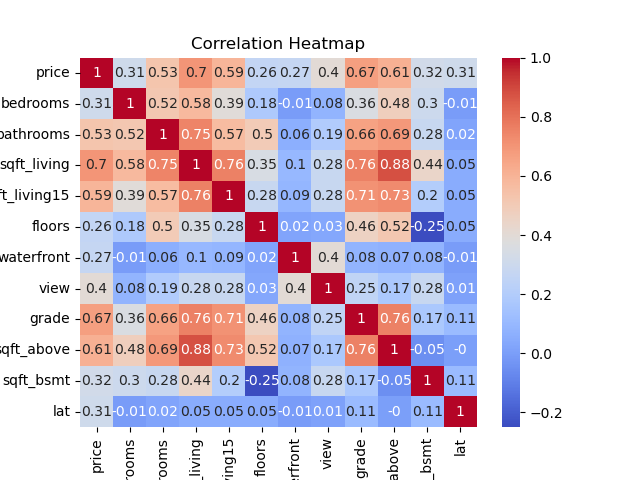 Correlation Heatmap
price 1 0.31 0.53 0.7 0.59 0.26 0.27 0.4 0.67 0.61 0.32 0.31
bedrooms 0.31 1 0.52 0.58 0.39 0.18 -0.01 0.08 0.36 0.48 0.3 -0.01
bathrooms 0.53 0.52 1 0.75 0.57 0.5 0.06 0.19 0.66 0.69 0.28 0.02
sqft_living 0.7 0.58 0.75 1 0.76 0.35 0.1 0.28 0.76 0.88 0.44 0.05
ft_living15 0.59 0.39 0.57 0.76 1 0.28 0.09 0.28 0.71 0.73 0.2 0.05
floors 0.26 0.18 0.5 0.35 0.28 1 0.02 0.03 0.46 0.52 -0.25 0.05
waterfront 0.27 -0.01 0.06 0.1 0.09 0.02 1 0.4 0.08 0.07 0.08 -0.01
view 0.4 0.08 0.19 0.28 0.28 0.03 0.4 1 0.25 0.17 0.28 0.01
grade 0.67 0.36 0.66 0.76 0.71 0.46 0.08 0.25 1 0.76 0.17 0.11
sqft_above 0.61 0.48 0.69 0.88 0.73 0.52 0.07 0.17 0.76 1 -0.05 -0
sqft_bsmt 0.32 0.3 0.28 0.44 0.2 -0.25 0.08 0.28 0.17 -0.05 1 0.11
lat 0.31 -0.01 0.02 0.05 0.05 0.05 -0.01 0.01 0.11 -0 0.11 1
price rooms rooms _living ving15 floors erfront view grade above _bsmt lat
1.0
0.8
0.6
0.4
0.2
0.0
−0.2